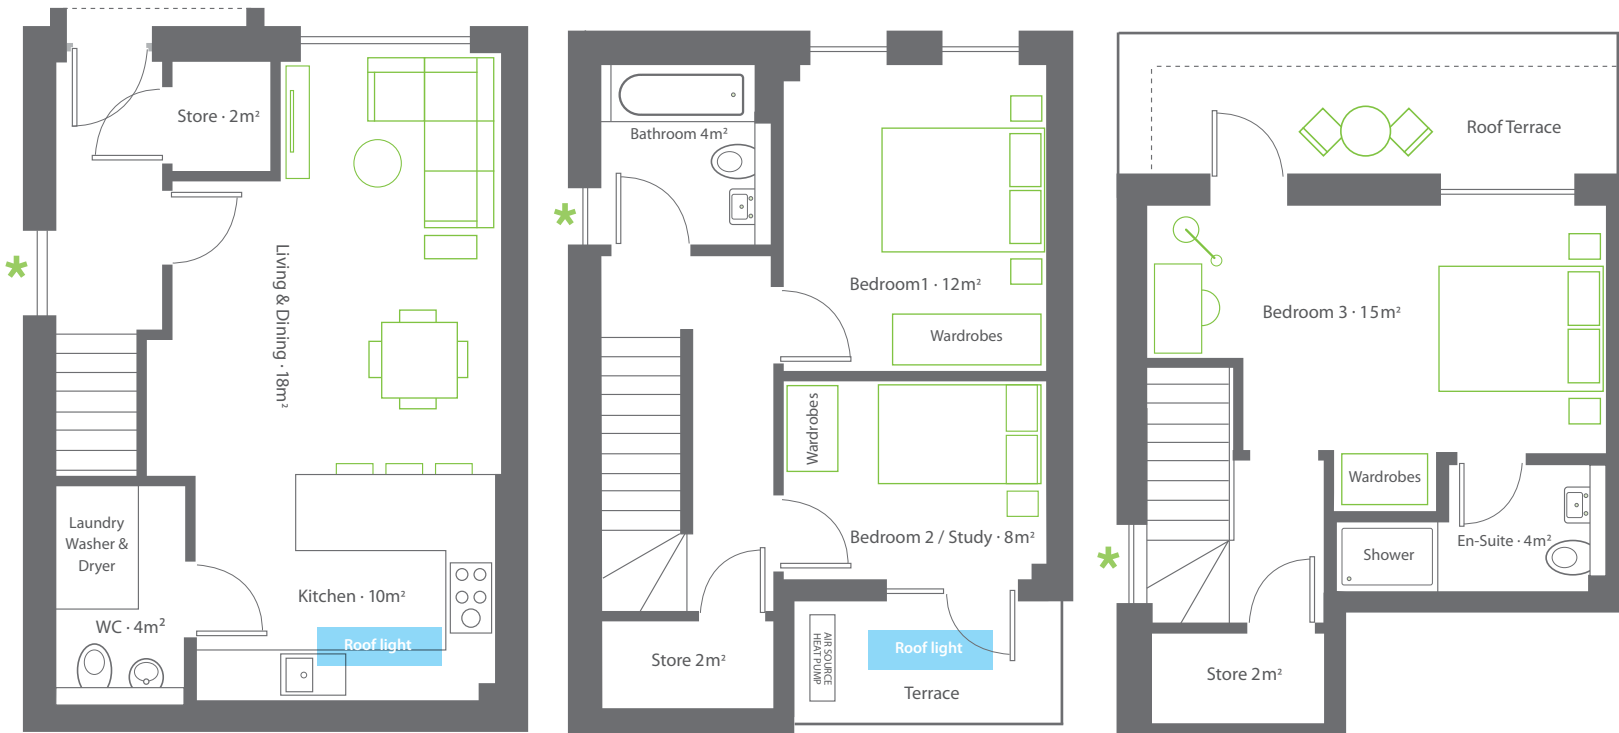 Store · 2m²
*
Living & Dining · 18m²
Laundry
Washer &
Dryer
WC · 4m²
Kitchen · 10m²
Roof light
Bathroom 4m²
*
Bedroom1 · 12m²
Wardrobes
Wardrobes
Bedroom 2 / Study · 8m²
Store 2m²
AIR SOURCE
HEAT PUMP
Roof light
Terrace
Roof Terrace
Bedroom 3 · 15m²
Wardrobes
*
Shower
En-Suite · 4m²
Store 2m²